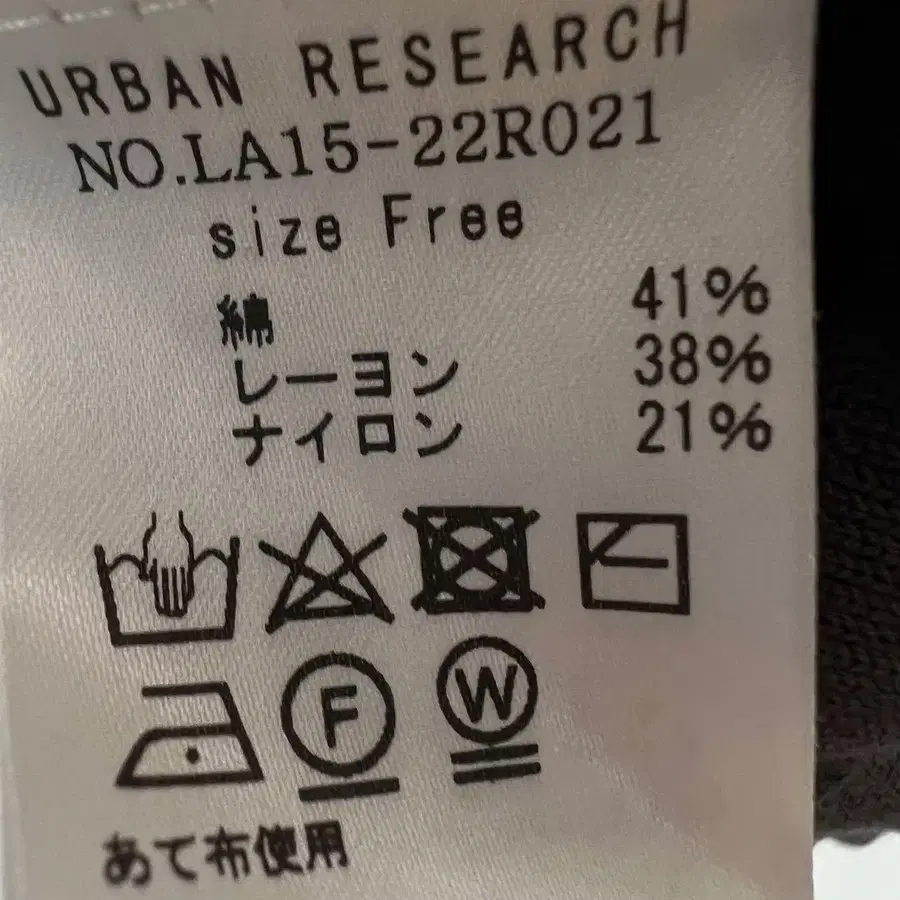 URBAN RESEARCH
NO.LA15-22R021
size Free
綿 41%
レーヨン 38%
ナイロン 21%
F W
あて布使用